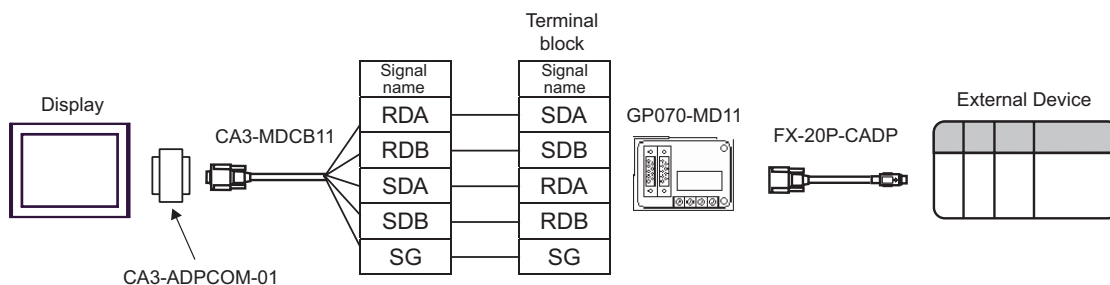 Terminal
block
Signal
name
Signal
name
Display
CA3-MDCB11
GP070-MD11
FX-20P-CADP
External Device
RDA
SDA
RDB
SDB
SDA
RDA
SDB
RDB
SG
SG
CA3-ADPCOM-01